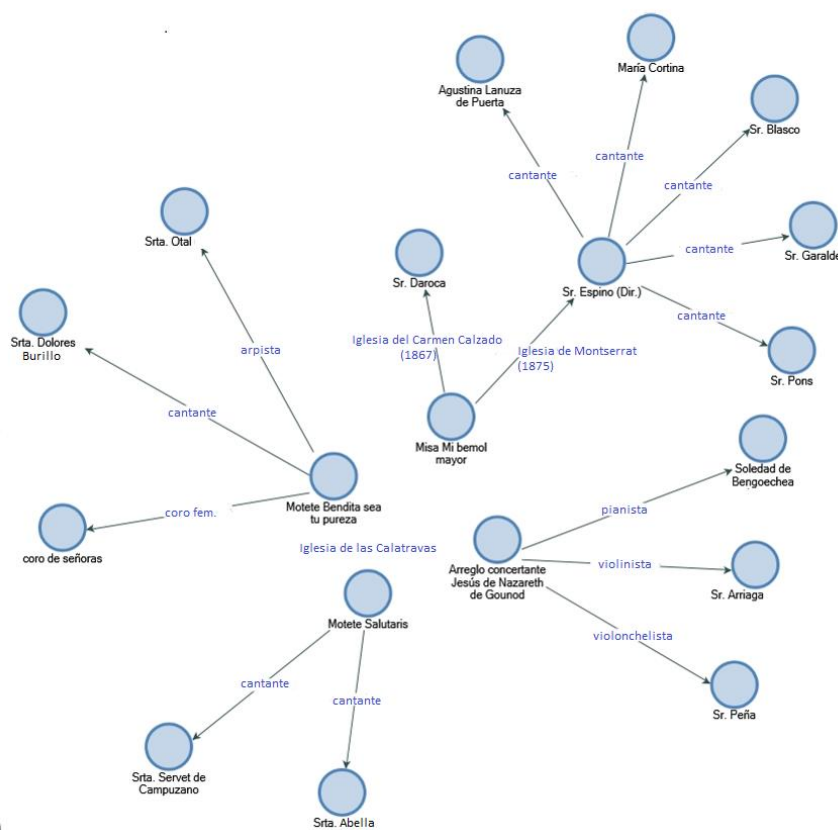 María Cortina
Agustina Lanuza
de Puerta
Sr. Blasco
cantante
cantante
cantante
Srta. Otal
Sr. Daroca
cantante
Sr. Garalde
Sr. Espino (Dir.)
cantante
Srta. Dolores
Burillo
arpista
Iglesia del Carmen Calzado
(1867)
Iglesia de Montserrat
(1875)
Sr. Pons
cantante
Misa Mi bemol
mayor
Soledad de
Bengoechea
Motete Bendita sea
tu pureza
coro fem.
pianista
coro de señoras
Iglesia de las Calatravas
Arreglo concertante
Jesús de Nazareth
de Gounod
violinista
Sr. Arriaga
Motete Salutaris
violonchelista
cantante
cantante
Sr. Peña
Srta. Servet de
Campuzano
Srta. Abella